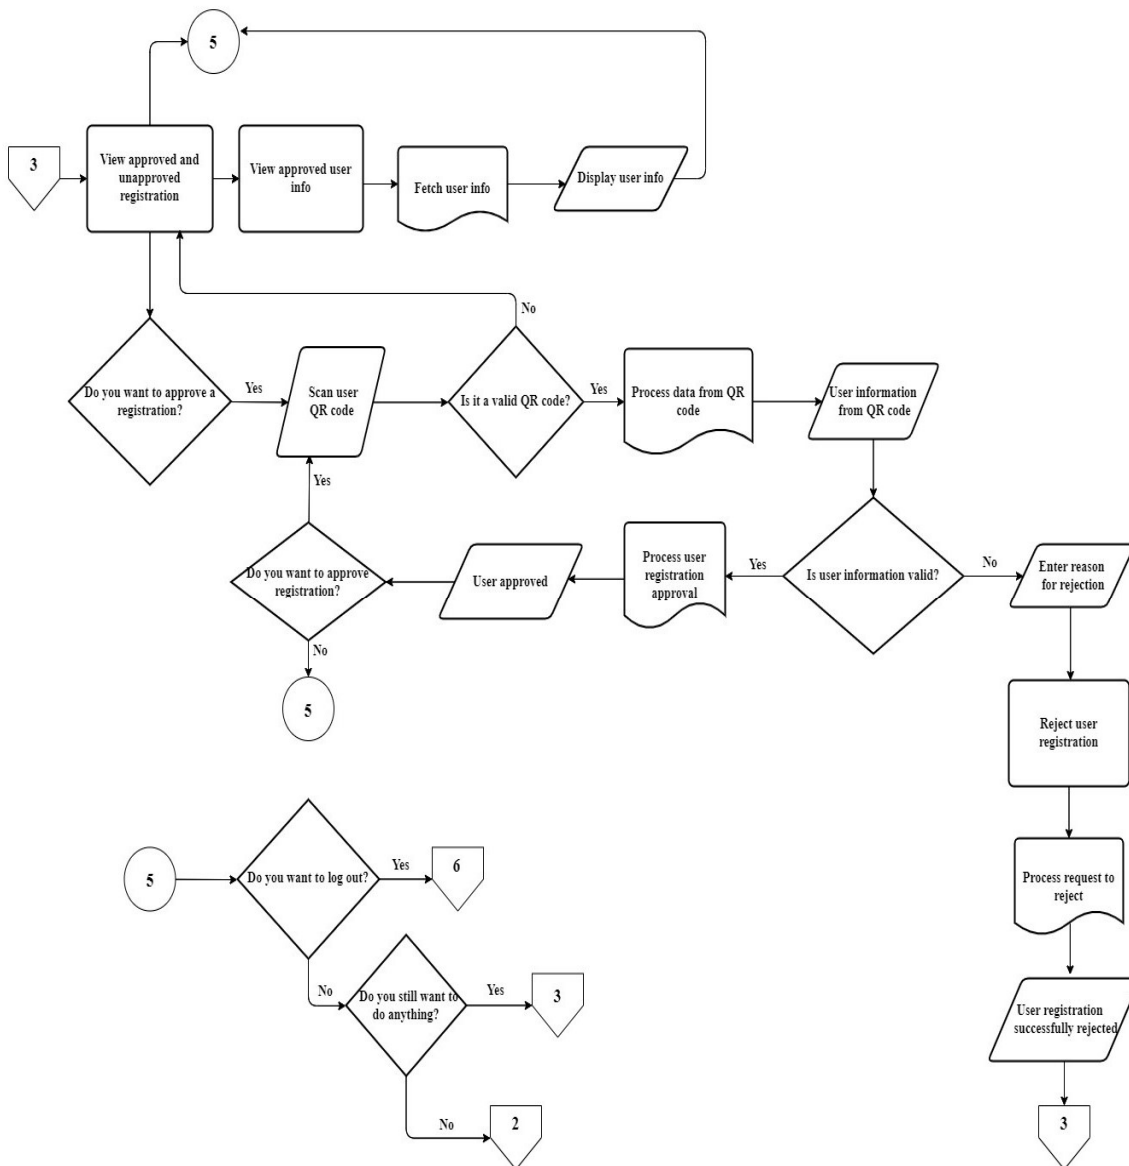 5
3
View approved and
unapproved
registration
View approved user
info
Fetch user info
Display user info
No
Do you want to approve a
registration?
Yes
Scan user
QR code
Is it a valid QR code?
Yes
Process data from QR
code
User information
from QR code
Yes
Do you want to approve
registration?
User approved
Process user
registration
approval
Yes
Is user information valid?
No
Enter reason
for rejection
No
5
Reject user
registration
5
Do you want to log out?
Yes
6
Process request to
reject
No
Do you still want to
do anything?
Yes
3
User registration
successfully rejected
No
2
3